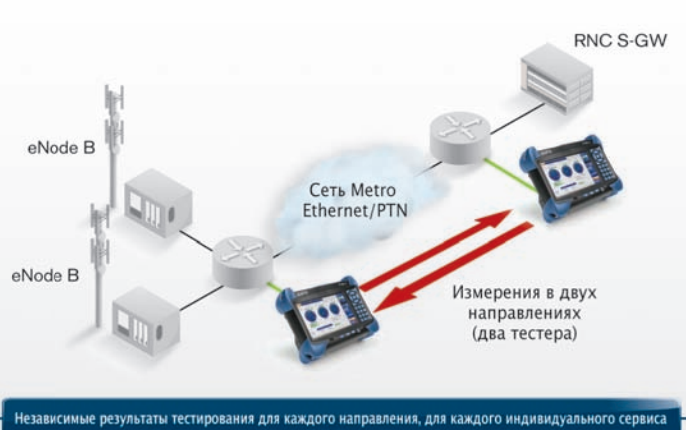 RNC S-GW
eNode B
Сеть Metro
Ethernet/PTN
eNode B
Измерения в двух
направлениях
(два тестера)
Независимые результаты тестирования для каждого направления, для каждого индивидуального сервиса